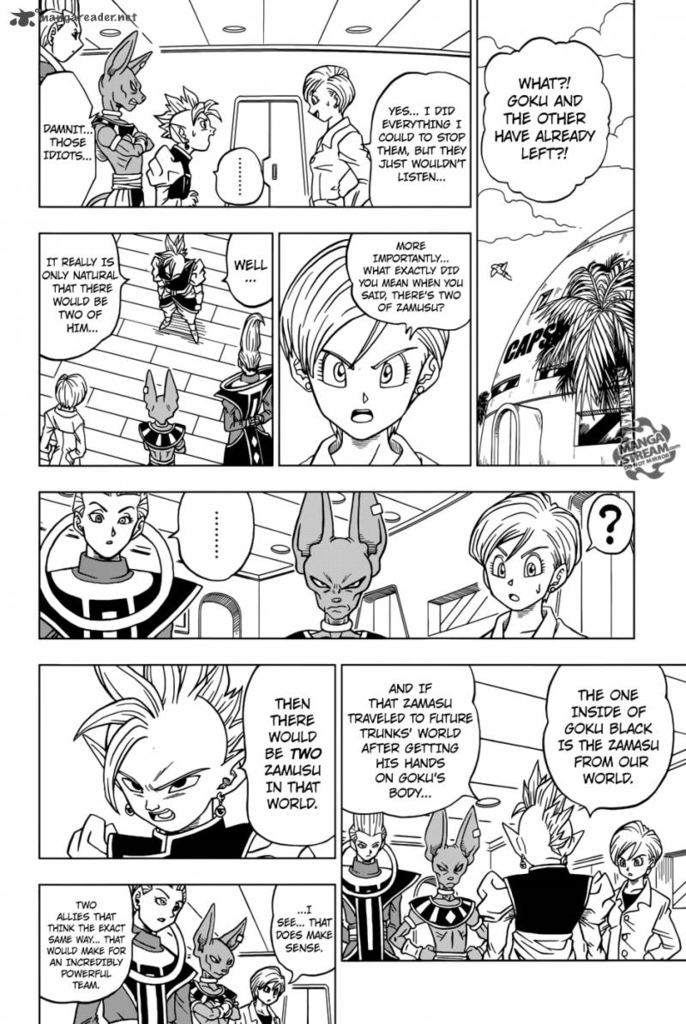 mangareader.net
WHAT?!
GOKU AND
THE OTHER
HAVE ALREADY
LEFT?!
CAPS
YES... I DID
EVERYTHING I
COULD TO STOP
THEM, BUT THEY
JUST WOULDN'T
LISTEN...
......
DAMNIT...
THOSE
IDIOTS...
MORE
IMPORTANTLY...
WHAT EXACTLY DID
YOU MEAN WHEN YOU
SAID, THERE'S TWO
OF ZAMUSU?
WELL
...
IT REALLY IS
ONLY NATURAL
THAT THERE
WOULD BE
TWO OF
HIM...
MANGA
STREAM.COM
DO NOT MIRROR
?
......
THE ONE
INSIDE OF
GOKU BLACK
IS THE ZAMASU
FROM OUR
WORLD.
AND IF
THAT ZAMASU
TRAVELED TO FUTURE
TRUNKS' WORLD
AFTER GETTING
HIS HANDS
ON GOKU'S
BODY...
THEN
THERE
WOULD
BE TWO
ZAMUSU
IN THAT
WORLD.
...I
SEE... THAT
DOES MAKE
SENSE.
TWO
ALLIES THAT
THINK THE EXACT
SAME WAY... THAT
WOULD MAKE FOR
AN INCREDIBLY
POWERFUL
TEAM.